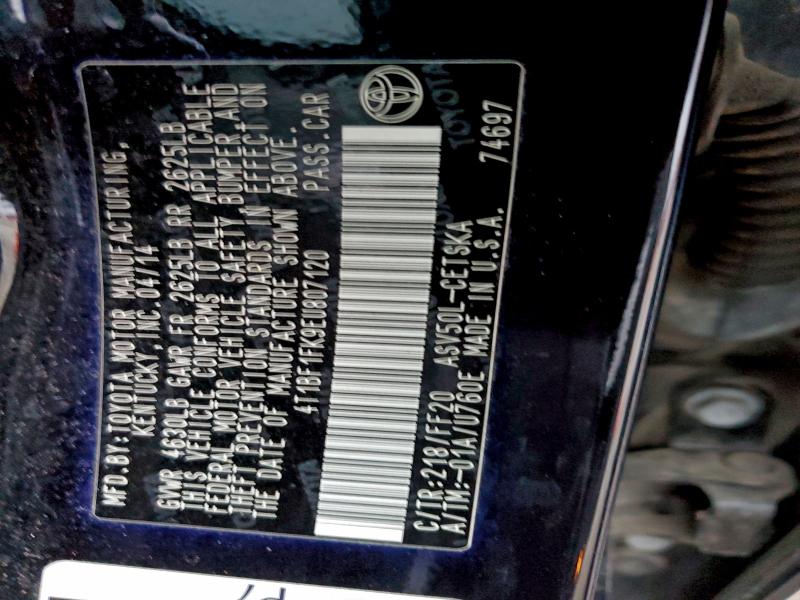 MFD.BY:TOYOTA MOTOR MANUFACTURING,
KENTUCKY,INC.04/14
GVWR 4630LB GAWR FR 2625LB RR 2625LB
THIS VEHICLE CONFORMS TO ALL APPLICABLE
FEDERAL MOTOR VEHICLE SAFETY, BUMPER, AND
THEFT PREVENTION STANDARDS IN EFFECT ON
THE DATE OF MANUFACTURE SHOWN ABOVE.
4T1BF1FK9EU807120 PASS.CAR
C/TR:218/FF20 ASV50L-CETSKA
A/TM:-01A/U760E MADE IN U.S.A. 74697
TOYOTA